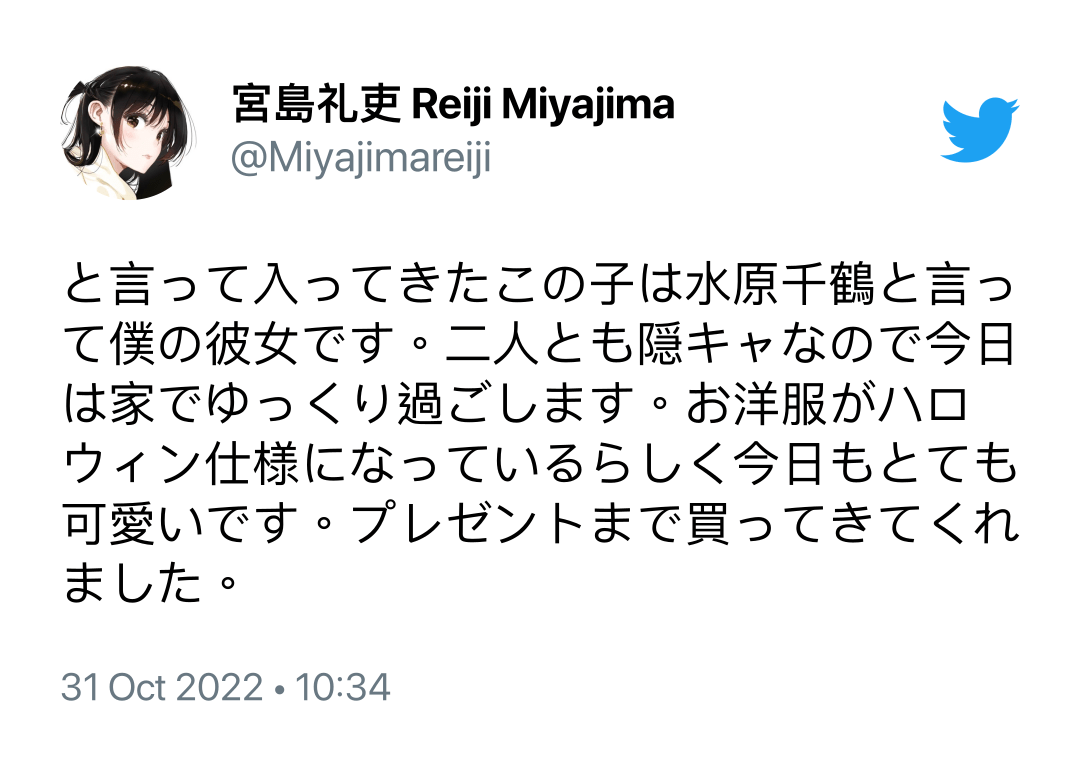 宮島礼吏 Reiji Miyajima
@Miyajimareiji
と言って入ってきたこの子は水原千鶴と言っ
て僕の彼女です。二人とも隠キャなので今日
は家でゆっくり過ごします。お洋服がハロ
ウィン仕様になっているらしく今日もとても
可愛いです。プレゼントまで買ってきてくれ
ました。
31 Oct 2022 • 10:34